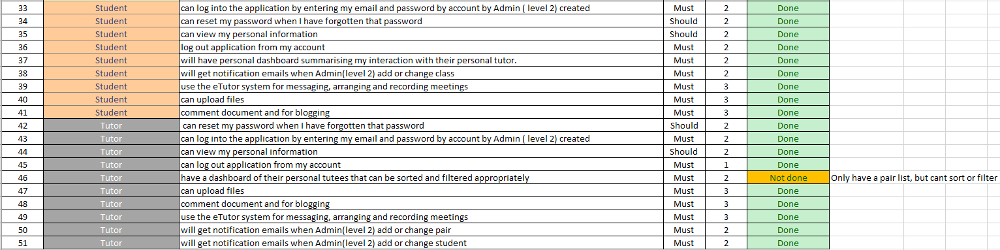 33 Student can log into the application by entering my email and password by account by Admin ( level 2) created Must 2 Done
34 Student can reset my password when I have forgotten that password Should 2 Done
35 Student can view my personal information Should 2 Done
36 Student log out application from my account Must 2 Done
37 Student will have personal dashboard summarising my interaction with their personal tutor. Must 2 Done
38 Student will get notification emails when Admin(level 2) add or change class Must 2 Done
39 Student use the eTutor system for messaging, arranging and recording meetings Must 3 Done
40 Student can upload files Must 3 Done
41 Student comment document and for blogging Must 3 Done
42 Tutor can reset my password when I have forgotten that password Should 2 Done
43 Tutor can log into the application by entering my email and password by account by Admin ( level 2) created Must 2 Done
44 Tutor can view my personal information Should 2 Done
45 Tutor can log out application from my account Must 1 Done
46 Tutor have a dashboard of their personal tutees that can be sorted and filtered appropriately Must 2 Not done Only have a pair list, but cant sort or filter
47 Tutor can upload files Must 3 Done
48 Tutor comment document and for blogging Must 3 Done
49 Tutor use the eTutor system for messaging, arranging and recording meetings Must 3 Done
50 Tutor will get notification emails when Admin(level 2) add or change pair Must 2 Done
51 Tutor will get notification emails when Admin(level 2) add or change student Must 2 Done